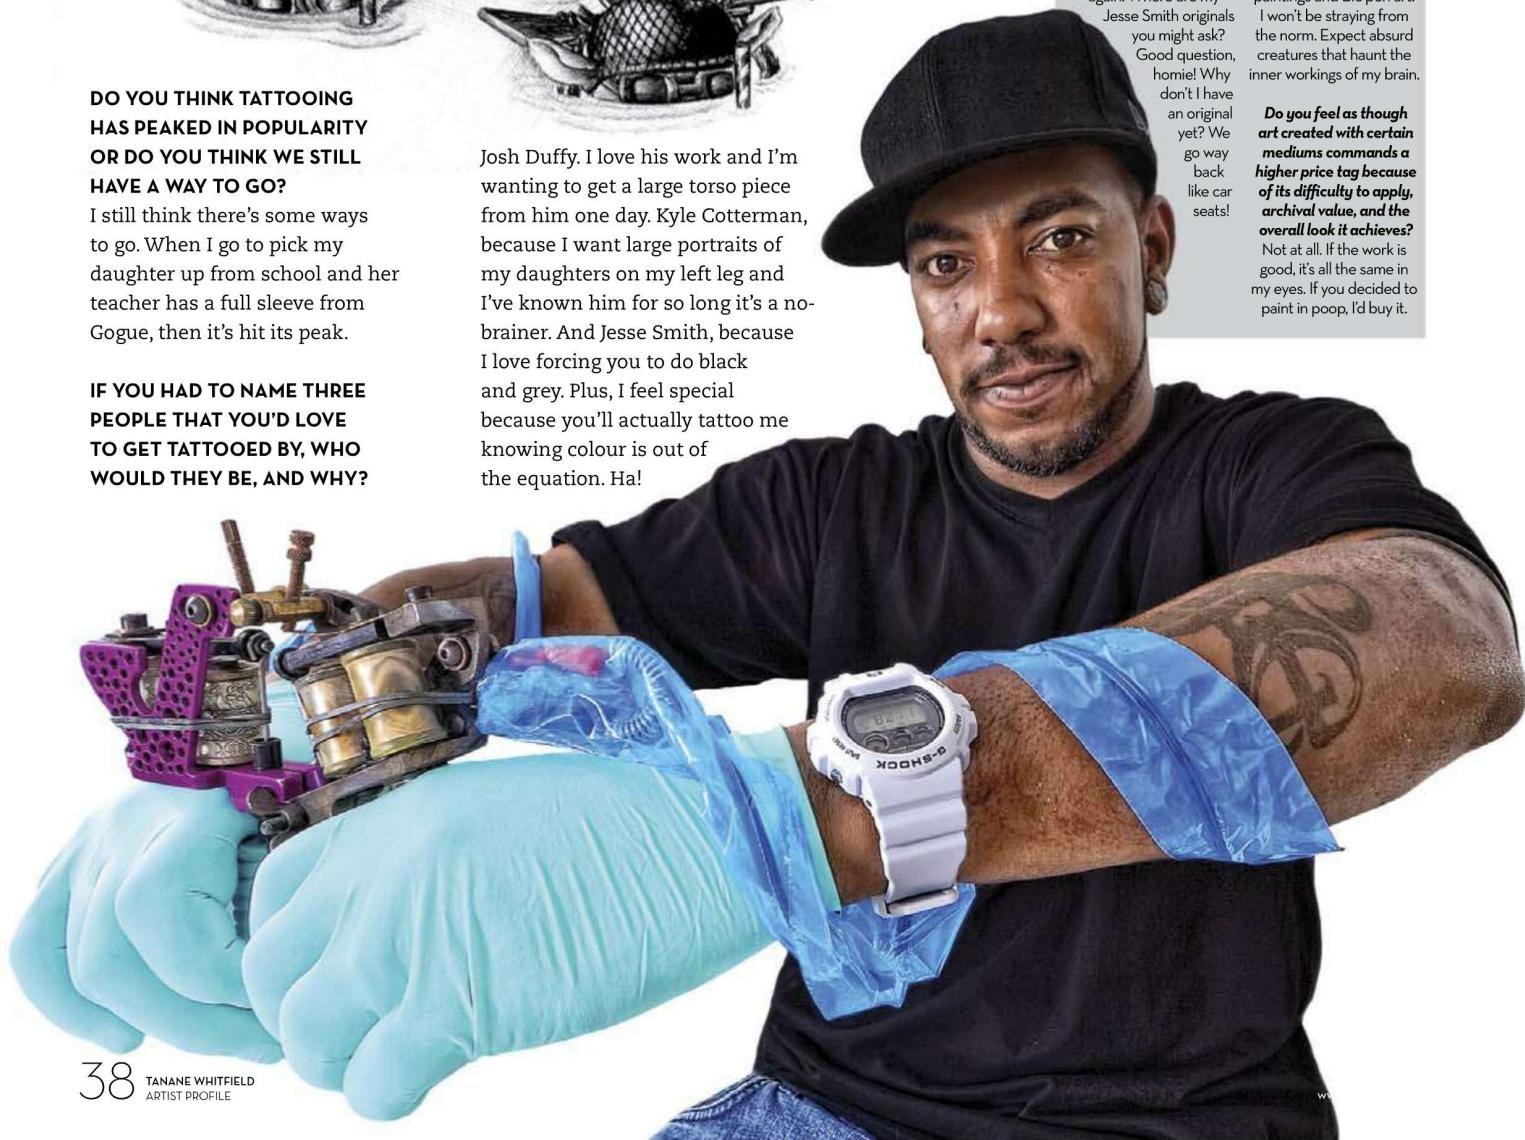 DO YOU THINK TATTOOING
HAS PEAKED IN POPULARITY
OR DO YOU THINK WE STILL
HAVE A WAY TO GO?
I still think there's some ways
to go. When I go to pick my
daughter up from school and her
teacher has a full sleeve from
Gogue, then it's hit its peak.
IF YOU HAD TO NAME THREE
PEOPLE THAT YOU'D LOVE
TO GET TATTOOED BY, WHO
WOULD THEY BE, AND WHY?
Josh Duffy. I love his work and I'm
wanting to get a large torso piece
from him one day. Kyle Cotterman,
because I want large portraits of
my daughters on my left leg and
I've known him for so long it's a no-
brainer. And Jesse Smith, because
I love forcing you to do black
and grey. Plus, I feel special
because you'll actually tattoo me
knowing colour is out of
the equation. Ha!
Jesse Smith originals
you might ask?
Good question,
homie! Why
don't I have
an original
yet? We
go way
back
like car
seats!
I won't be straying from
the norm. Expect absurd
creatures that haunt the
inner workings of my brain.
Do you feel as though
art created with certain
mediums commands a
higher price tag because
of its difficulty to apply,
archival value, and the
overall look it achieves?
Not at all. If the work is
good, it's all the same in
my eyes. If you decided to
paint in poop, I'd buy it.
G-SHOCK
38
TANANE WHITFIELD
ARTIST PROFILE